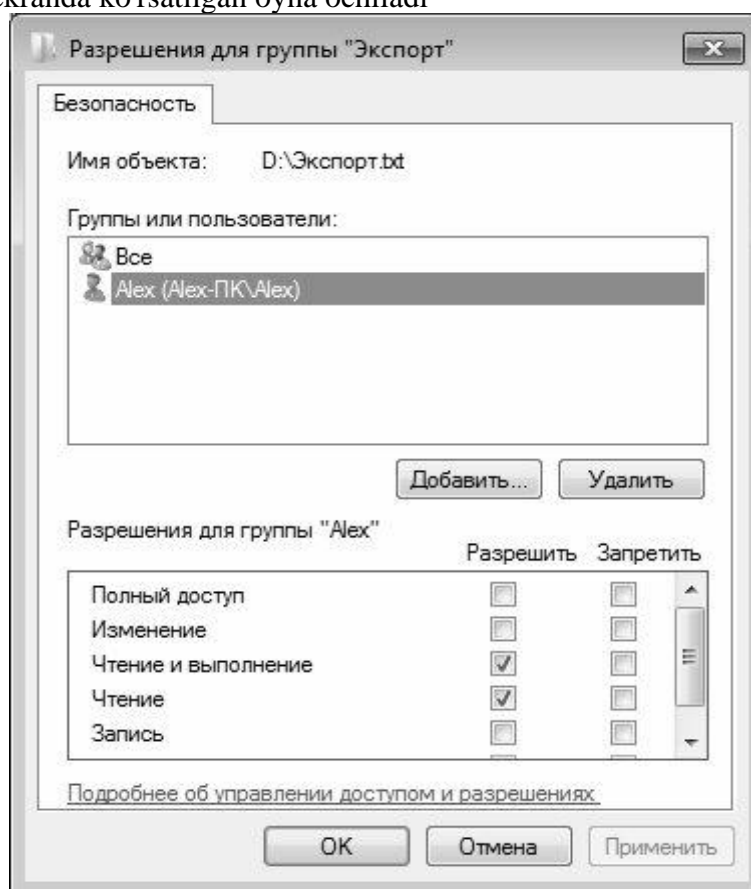 ekranda ko'rsatilgan oyna ochiladi
Разрешения для группы "Экспорт"
Безопасность
Имя объекта: D:\Экспорт.txt
Группы или пользователи:
Все
Alex (Alex-ПК\Alex)
Добавить... Удалить
Разрешения для группы "Alex"
Разрешить Запретить
Полный доступ
Изменение
Чтение и выполнение
Чтение
Запись
Подробнее об управлении доступом и разрешениях
ОК Отмена Применить